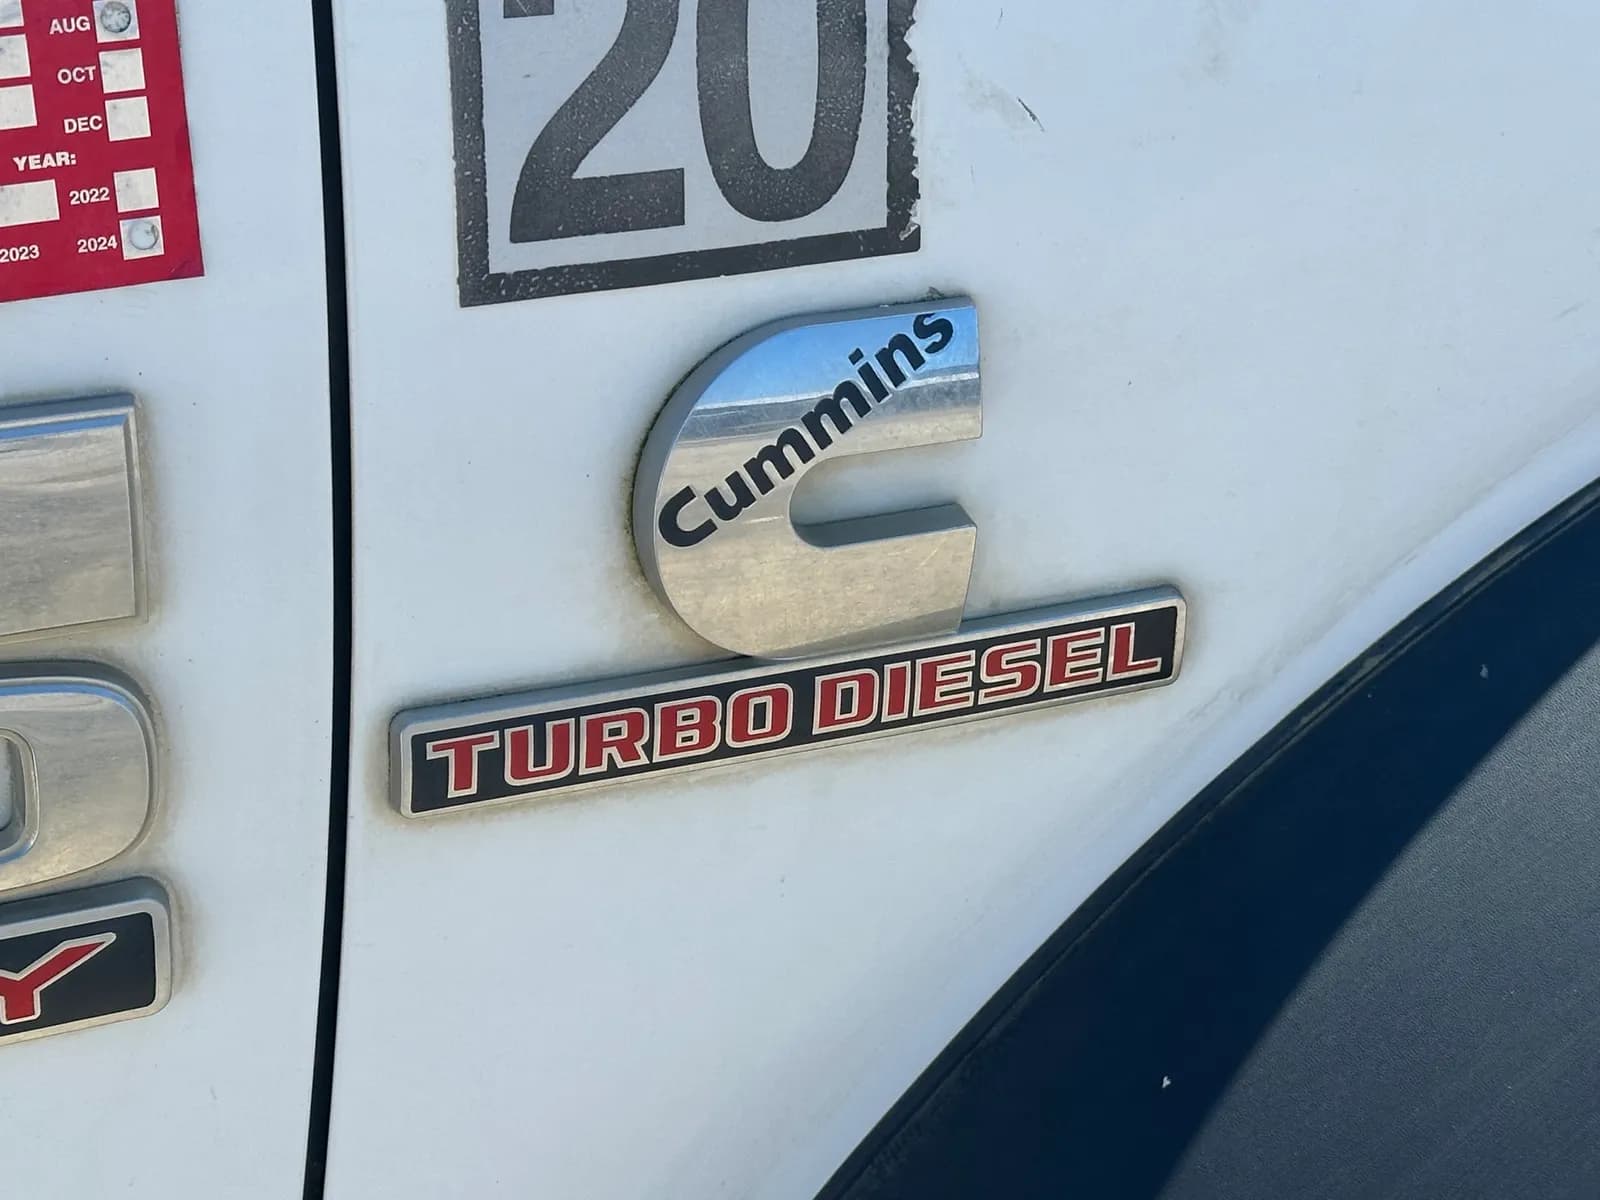 AUG
OCT
DEC
YEAR:
2022
2023 2024
20
Cummins
TURBO DIESEL
Y